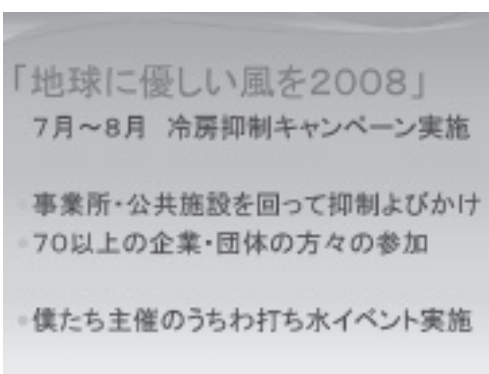 「地球に優しい風を2008」
7月～8月　冷房抑制キャンペーン実施
事業所・公共施設を回って抑制よびかけ
70以上の企業・団体の方々の参加
僕たち主催のうちわ打ち水イベント実施